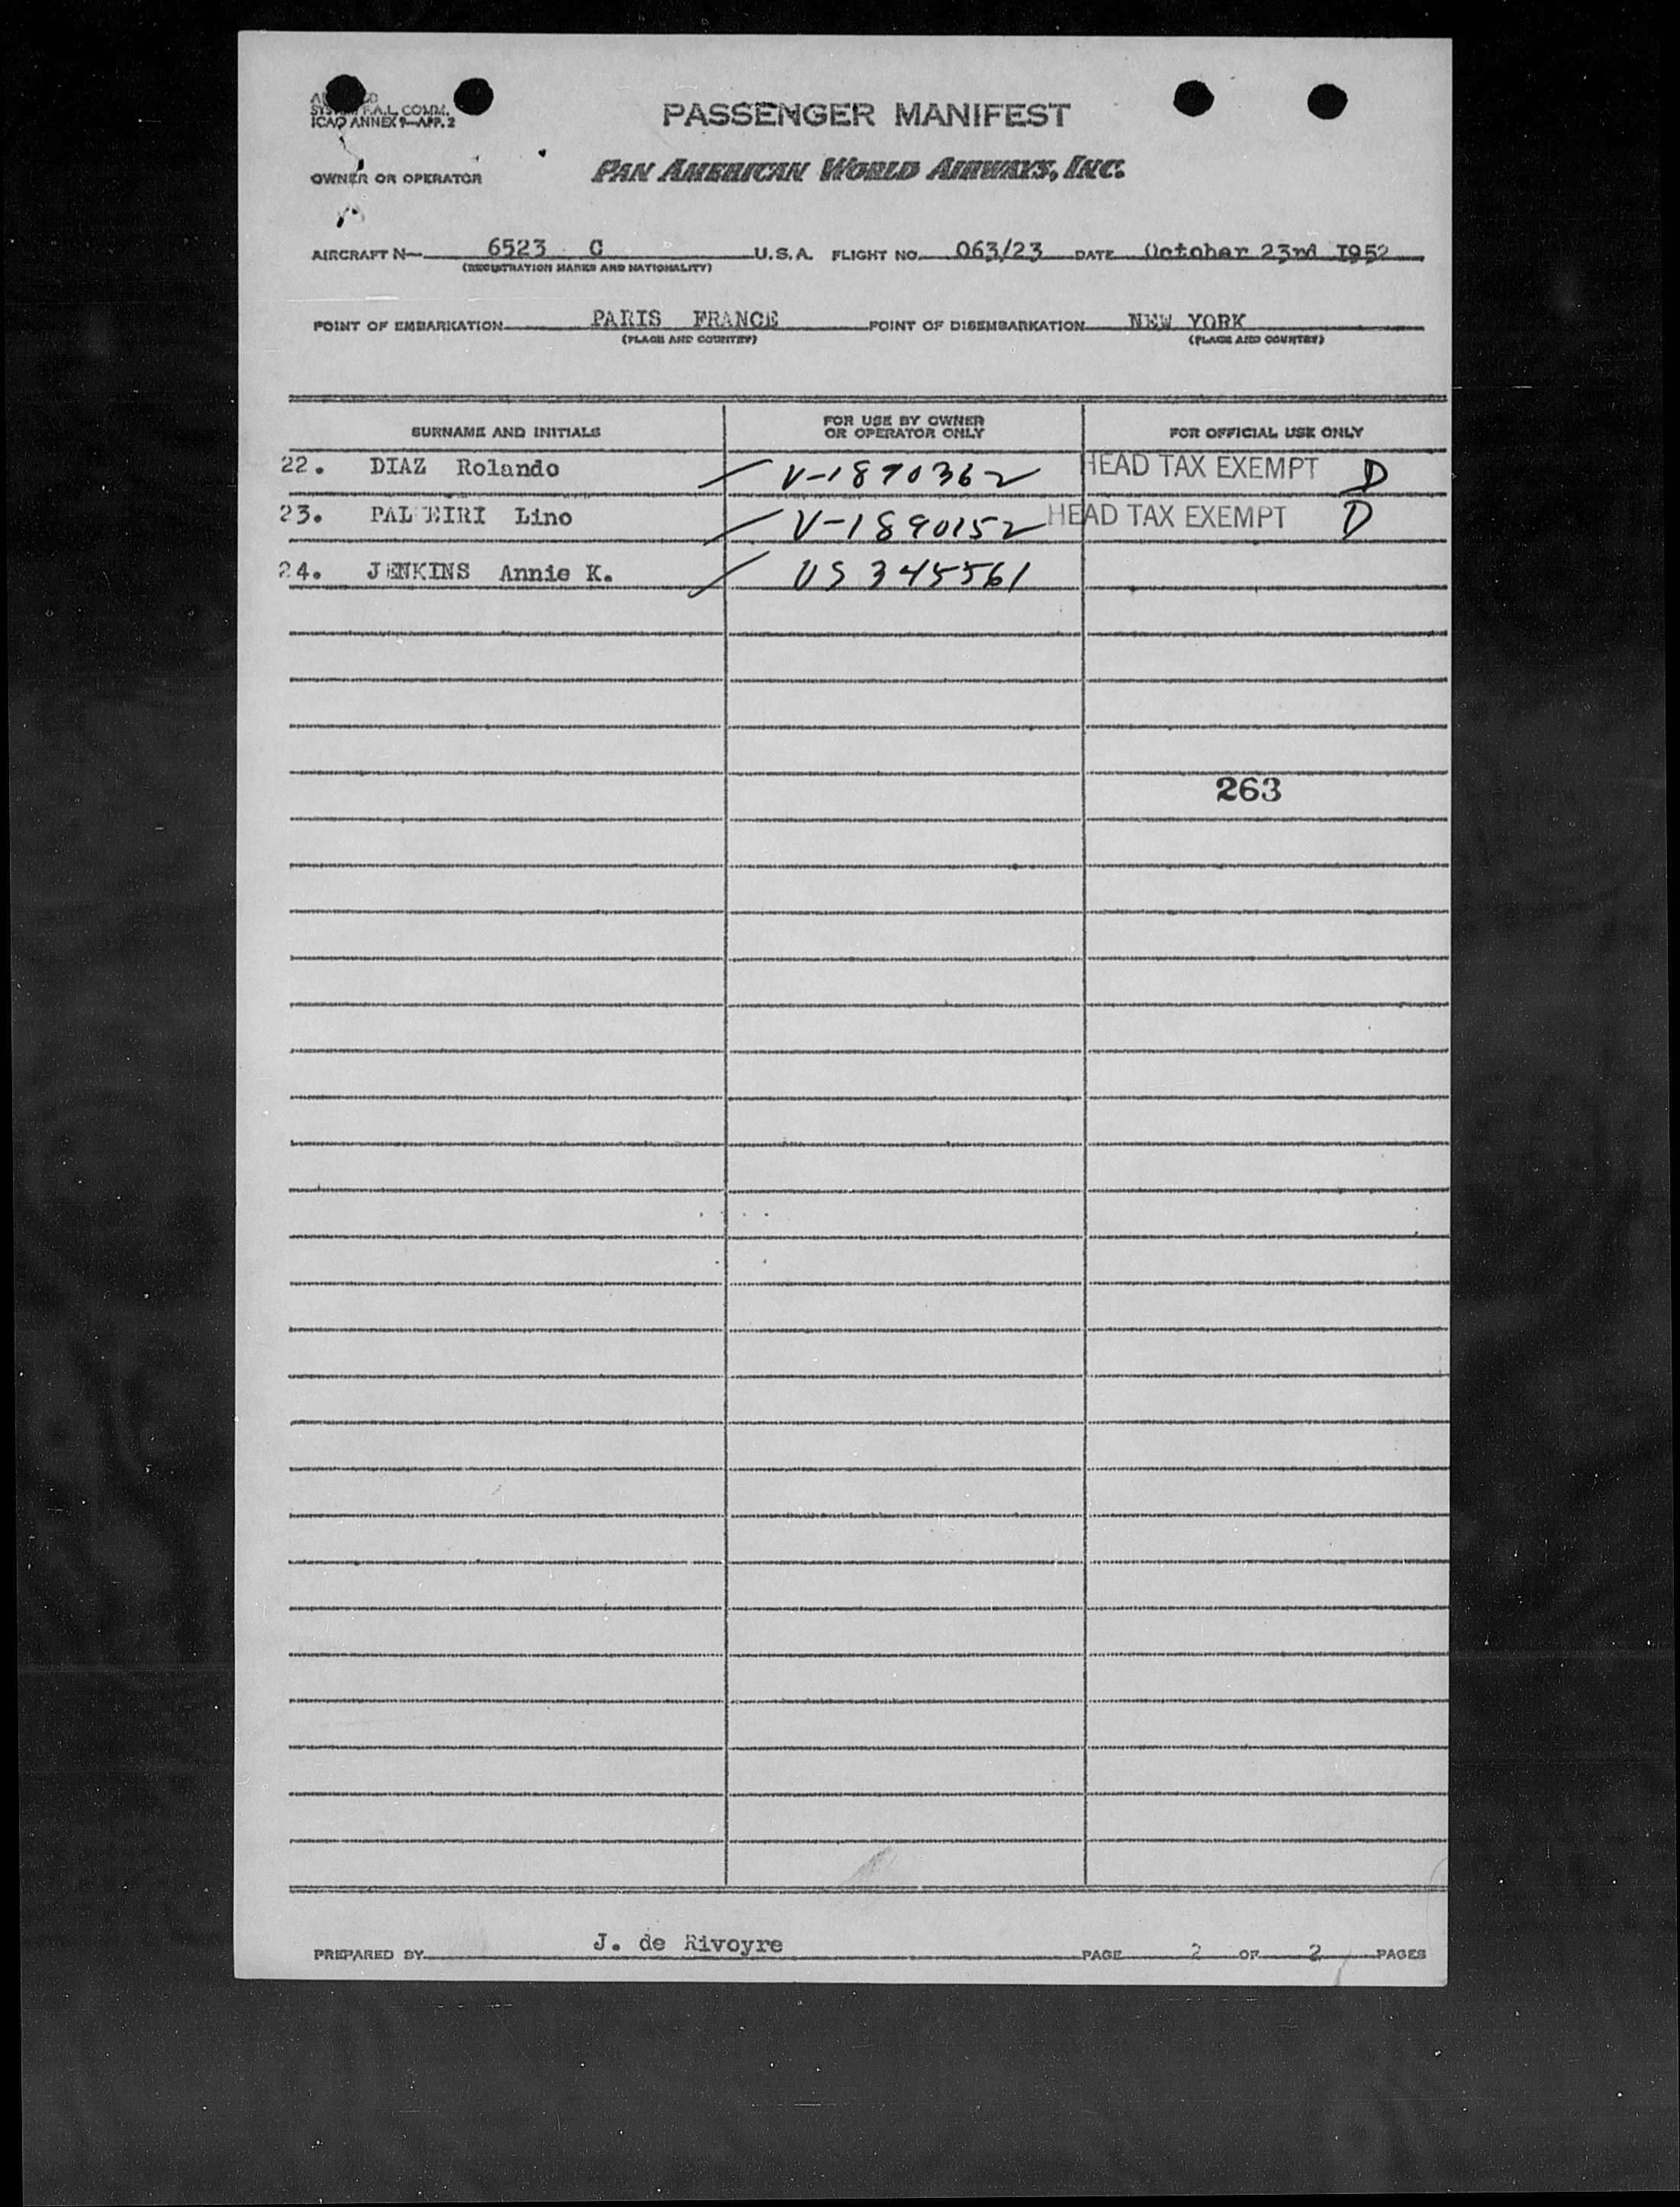 SYSTEM F.A.L. COMM.
ICAO ANNEX 9—APP. 2
PASSENGER MANIFEST
OWNER OR OPERATOR PAN AMERICAN WORLD AIRWAYS, INC.
AIRCRAFT N— 6523 C U.S.A. FLIGHT NO. 063/23 DATE October 23rd 1952
(REGISTRATION MARKS AND NATIONALITY)
POINT OF EMBARKATION PARIS FRANCE POINT OF DISEMBARKATION NEW YORK
(PLACE AND COUNTRY) (PLACE AND COUNTRY)
SURNAME AND INITIALS FOR USE BY OWNER OR OPERATOR ONLY FOR OFFICIAL USE ONLY
22. DIAZ Rolando V-1870362 HEAD TAX EXEMPT D
23. Lino V-1890152 HEAD TAX EXEMPT D
24. JENKINS Annie K. US 345561
263
PREPARED BY J. de Rivoyre PAGE 2 OF 2 PAGES